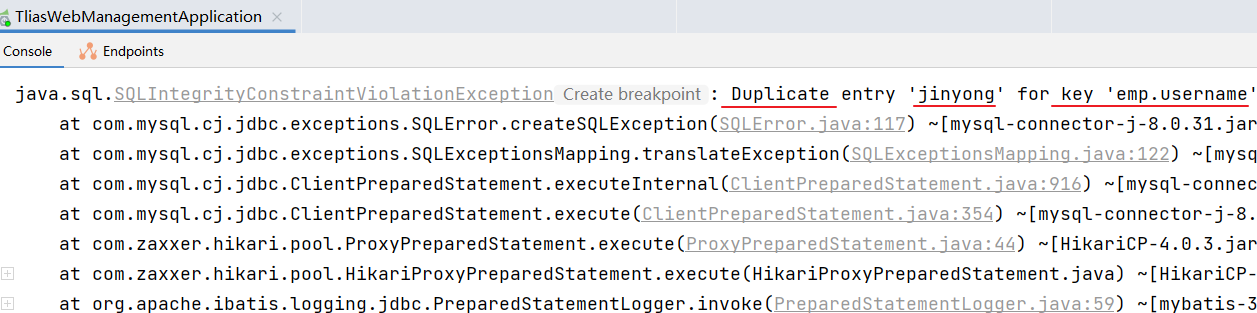 TliasWebManagementApplication
Console Endpoints
java.sql.SQLIntegrityConstraintViolationException Create breakpoint : Duplicate entry 'jinyong' for key 'emp.username'
at com.mysql.cj.jdbc.exceptions.SQLError.createSQLException(SQLError.java:117) ~[mysql-connector-j-8.0.31.jar
at com.mysql.cj.jdbc.exceptions.SQLExceptionsMapping.translateException(SQLExceptionsMapping.java:122) ~[mysq
at com.mysql.cj.jdbc.ClientPreparedStatement.executeInternal(ClientPreparedStatement.java:916) ~[mysql-connec
at com.mysql.cj.jdbc.ClientPreparedStatement.execute(ClientPreparedStatement.java:354) ~[mysql-connector-j-8.
at com.zaxxer.hikari.pool.ProxyPreparedStatement.execute(ProxyPreparedStatement.java:44) ~[HikariCP-4.0.3.jar
at com.zaxxer.hikari.pool.HikariProxyPreparedStatement.execute(HikariProxyPreparedStatement.java) ~[HikariCP-
at org.apache.ibatis.logging.jdbc.PreparedStatementLogger.invoke(PreparedStatementLogger.java:59) ~[mybatis-3